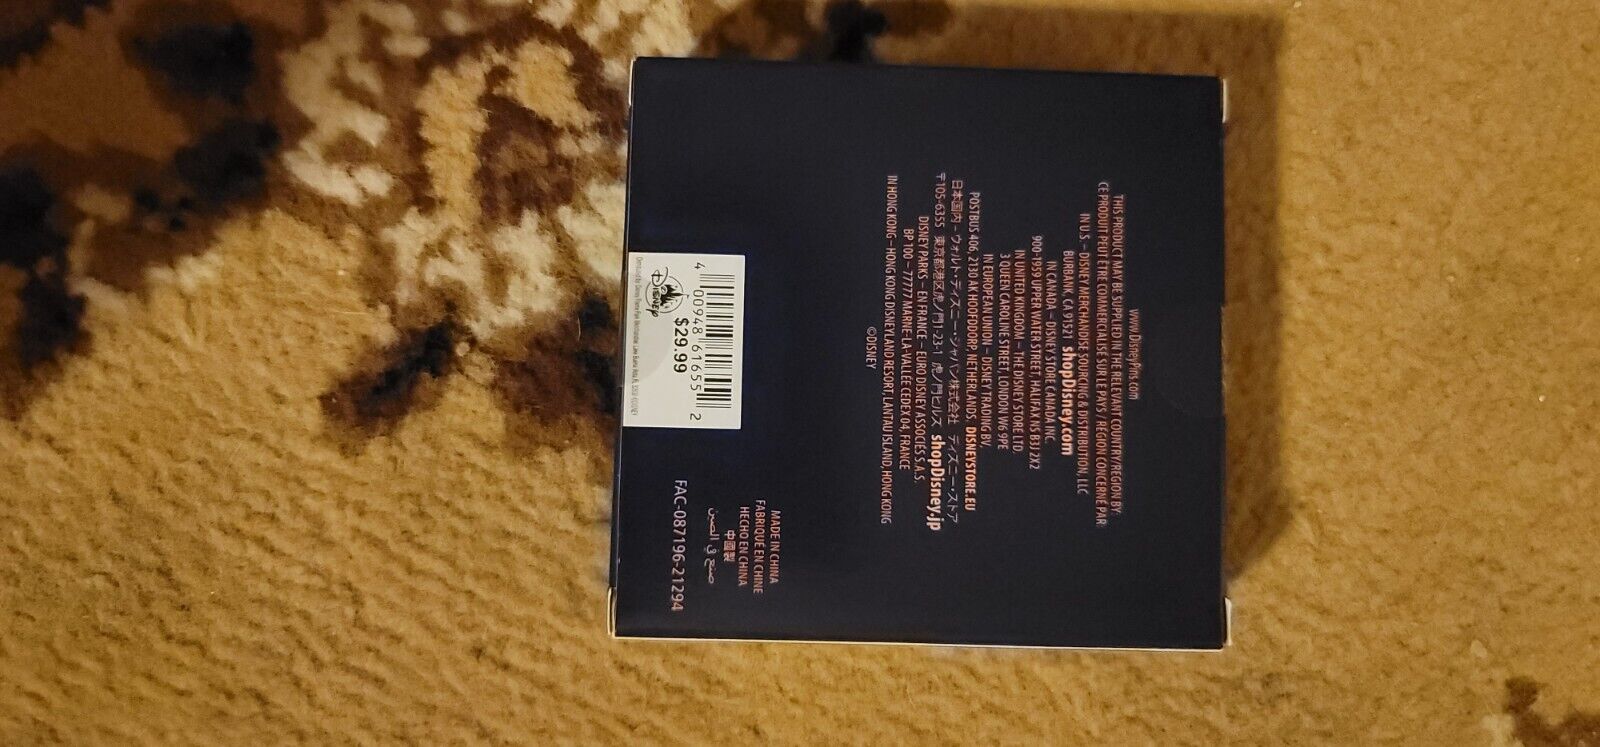 www.DisneyPins.com
THIS PRODUCT MAY BE SUPPLIED IN THE RELEVANT COUNTRY/REGION BY:
CE PRODUIT PEUT ÊTRE COMMERCIALISÉ SUR LE PAYS / RÉGION CONCERNÉ PAR:
IN U.S. – DISNEY MERCHANDISE SOURCING & DISTRIBUTION, LLC
BURBANK, CA 91521 shopDisney.com
IN CANADA – DISNEY STORE CANADA INC.
900-1959 UPPER WATER STREET, HALIFAX NS B3J 2X2
IN UNITED KINGDOM – THE DISNEY STORE LTD.
3 QUEEN CAROLINE STREET, LONDON W6 9PE
IN EUROPEAN UNION – DISNEY TRADING BV,
POSTBUS 406, 2130 AK HOOFDDORP, NETHERLANDS. DISNEYSTORE.EU
日本国内 - ウォルト・ディズニー・ジャパン株式会社 ディズニー・ストア
〒105-6355 東京都港区虎ノ門1-23-1 虎ノ門ヒルズ shopDisney.jp
DISNEY PARKS – EN FRANCE – EURO DISNEY ASSOCIÉS S.A.S.
BP 100 – 77777 MARNE-LA-VALLEE CEDEX 04, FRANCE
IN HONG KONG – HONG KONG DISNEYLAND RESORT, LANTAU ISLAND, HONG KONG
©DISNEY
MADE IN CHINA
FABRIQUÉ EN CHINE
HECHO EN CHINA
中國製
صنع في الصين
FAC-087196-21294
4 00948 61655 2
$29.99
Disney